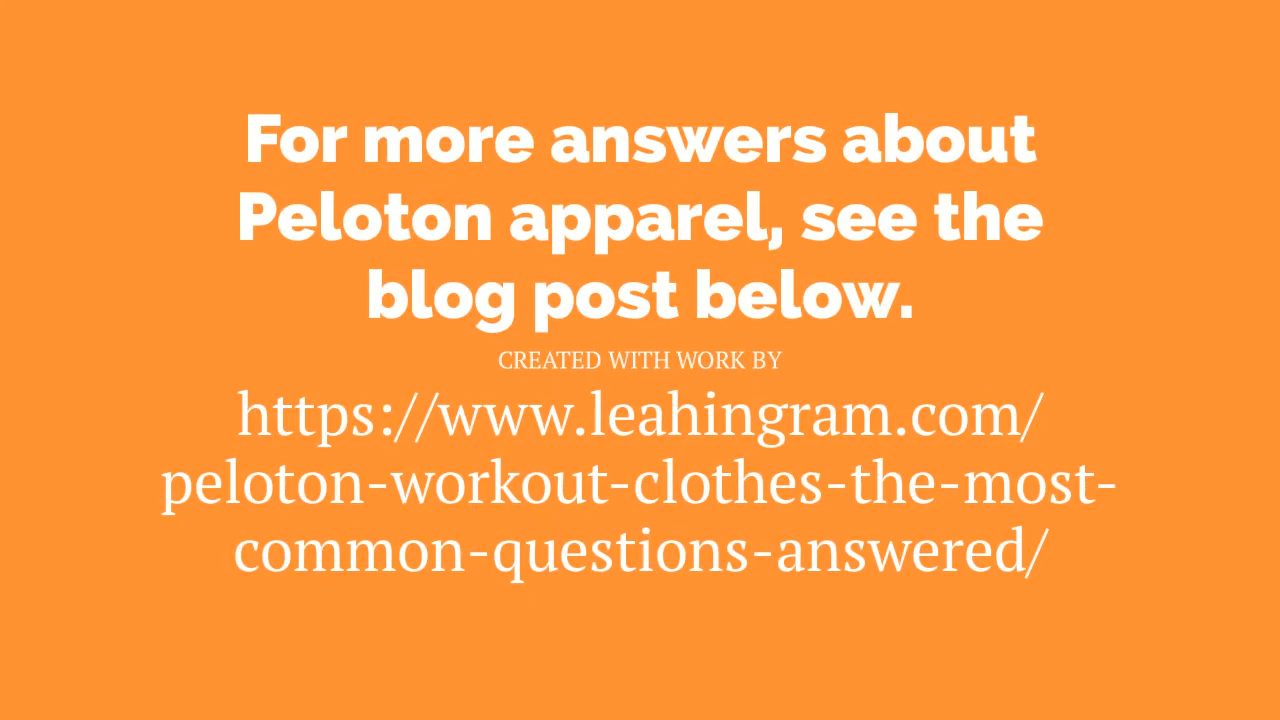 For more answers about
Peloton apparel, see the
blog post below.
CREATED WITH WORK BY
https://www.leahingram.com/
peloton-workout-clothes-the-most-
common-questions-answered/